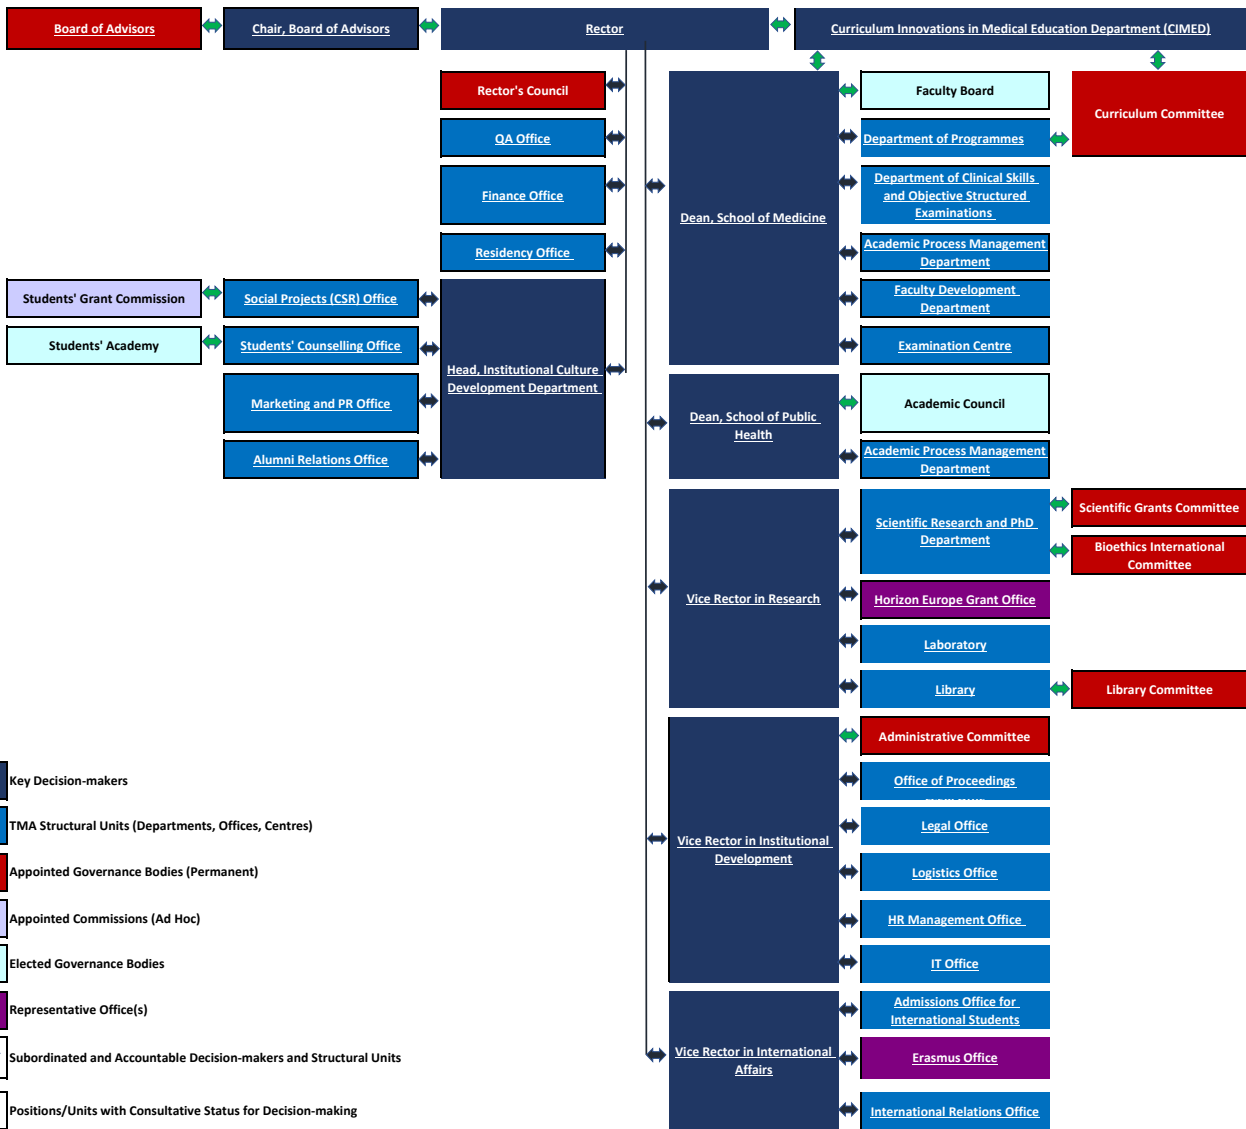 Board of Advisors
Chair, Board of Advisors
Rector
Curriculum Innovations in Medical Education Department (CIMED)
Rector's Council
Faculty Board
Curriculum Committee
QA Office
Department of Programmes
Finance Office
Department of Clinical Skills
and Objective Structured
Examinations
Dean, School of Medicine
Residency Office
Academic Process Management
Department
Students' Grant Commission
Social Projects (CSR) Office
Faculty Development
Department
Students' Academy
Students' Counselling Office
Examination Centre
Head, Institutional Culture
Development Department
Marketing and PR Office
Dean, School of Public
Health
Academic Council
Alumni Relations Office
Academic Process Management
Department
Scientific Research and PhD
Department
Scientific Grants Committee
Bioethics International
Committee
Vice Rector in Research
Horizon Europe Grant Office
Laboratory
Library
Library Committee
Administrative Committee
Key Decision-makers
Office of Proceedings
TMA Structural Units (Departments, Offices, Centres)
Legal Office
Vice Rector in Institutional
Development
Appointed Governance Bodies (Permanent)
Logistics Office
Appointed Commissions (Ad Hoc)
HR Management Office
Elected Governance Bodies
IT Office
Representative Office(s)
Admissions Office for
International Students
Subordinated and Accountable Decision-makers and Structural Units
Vice Rector in International
Affairs
Erasmus Office
Positions/Units with Consultative Status for Decision-making
International Relations Office